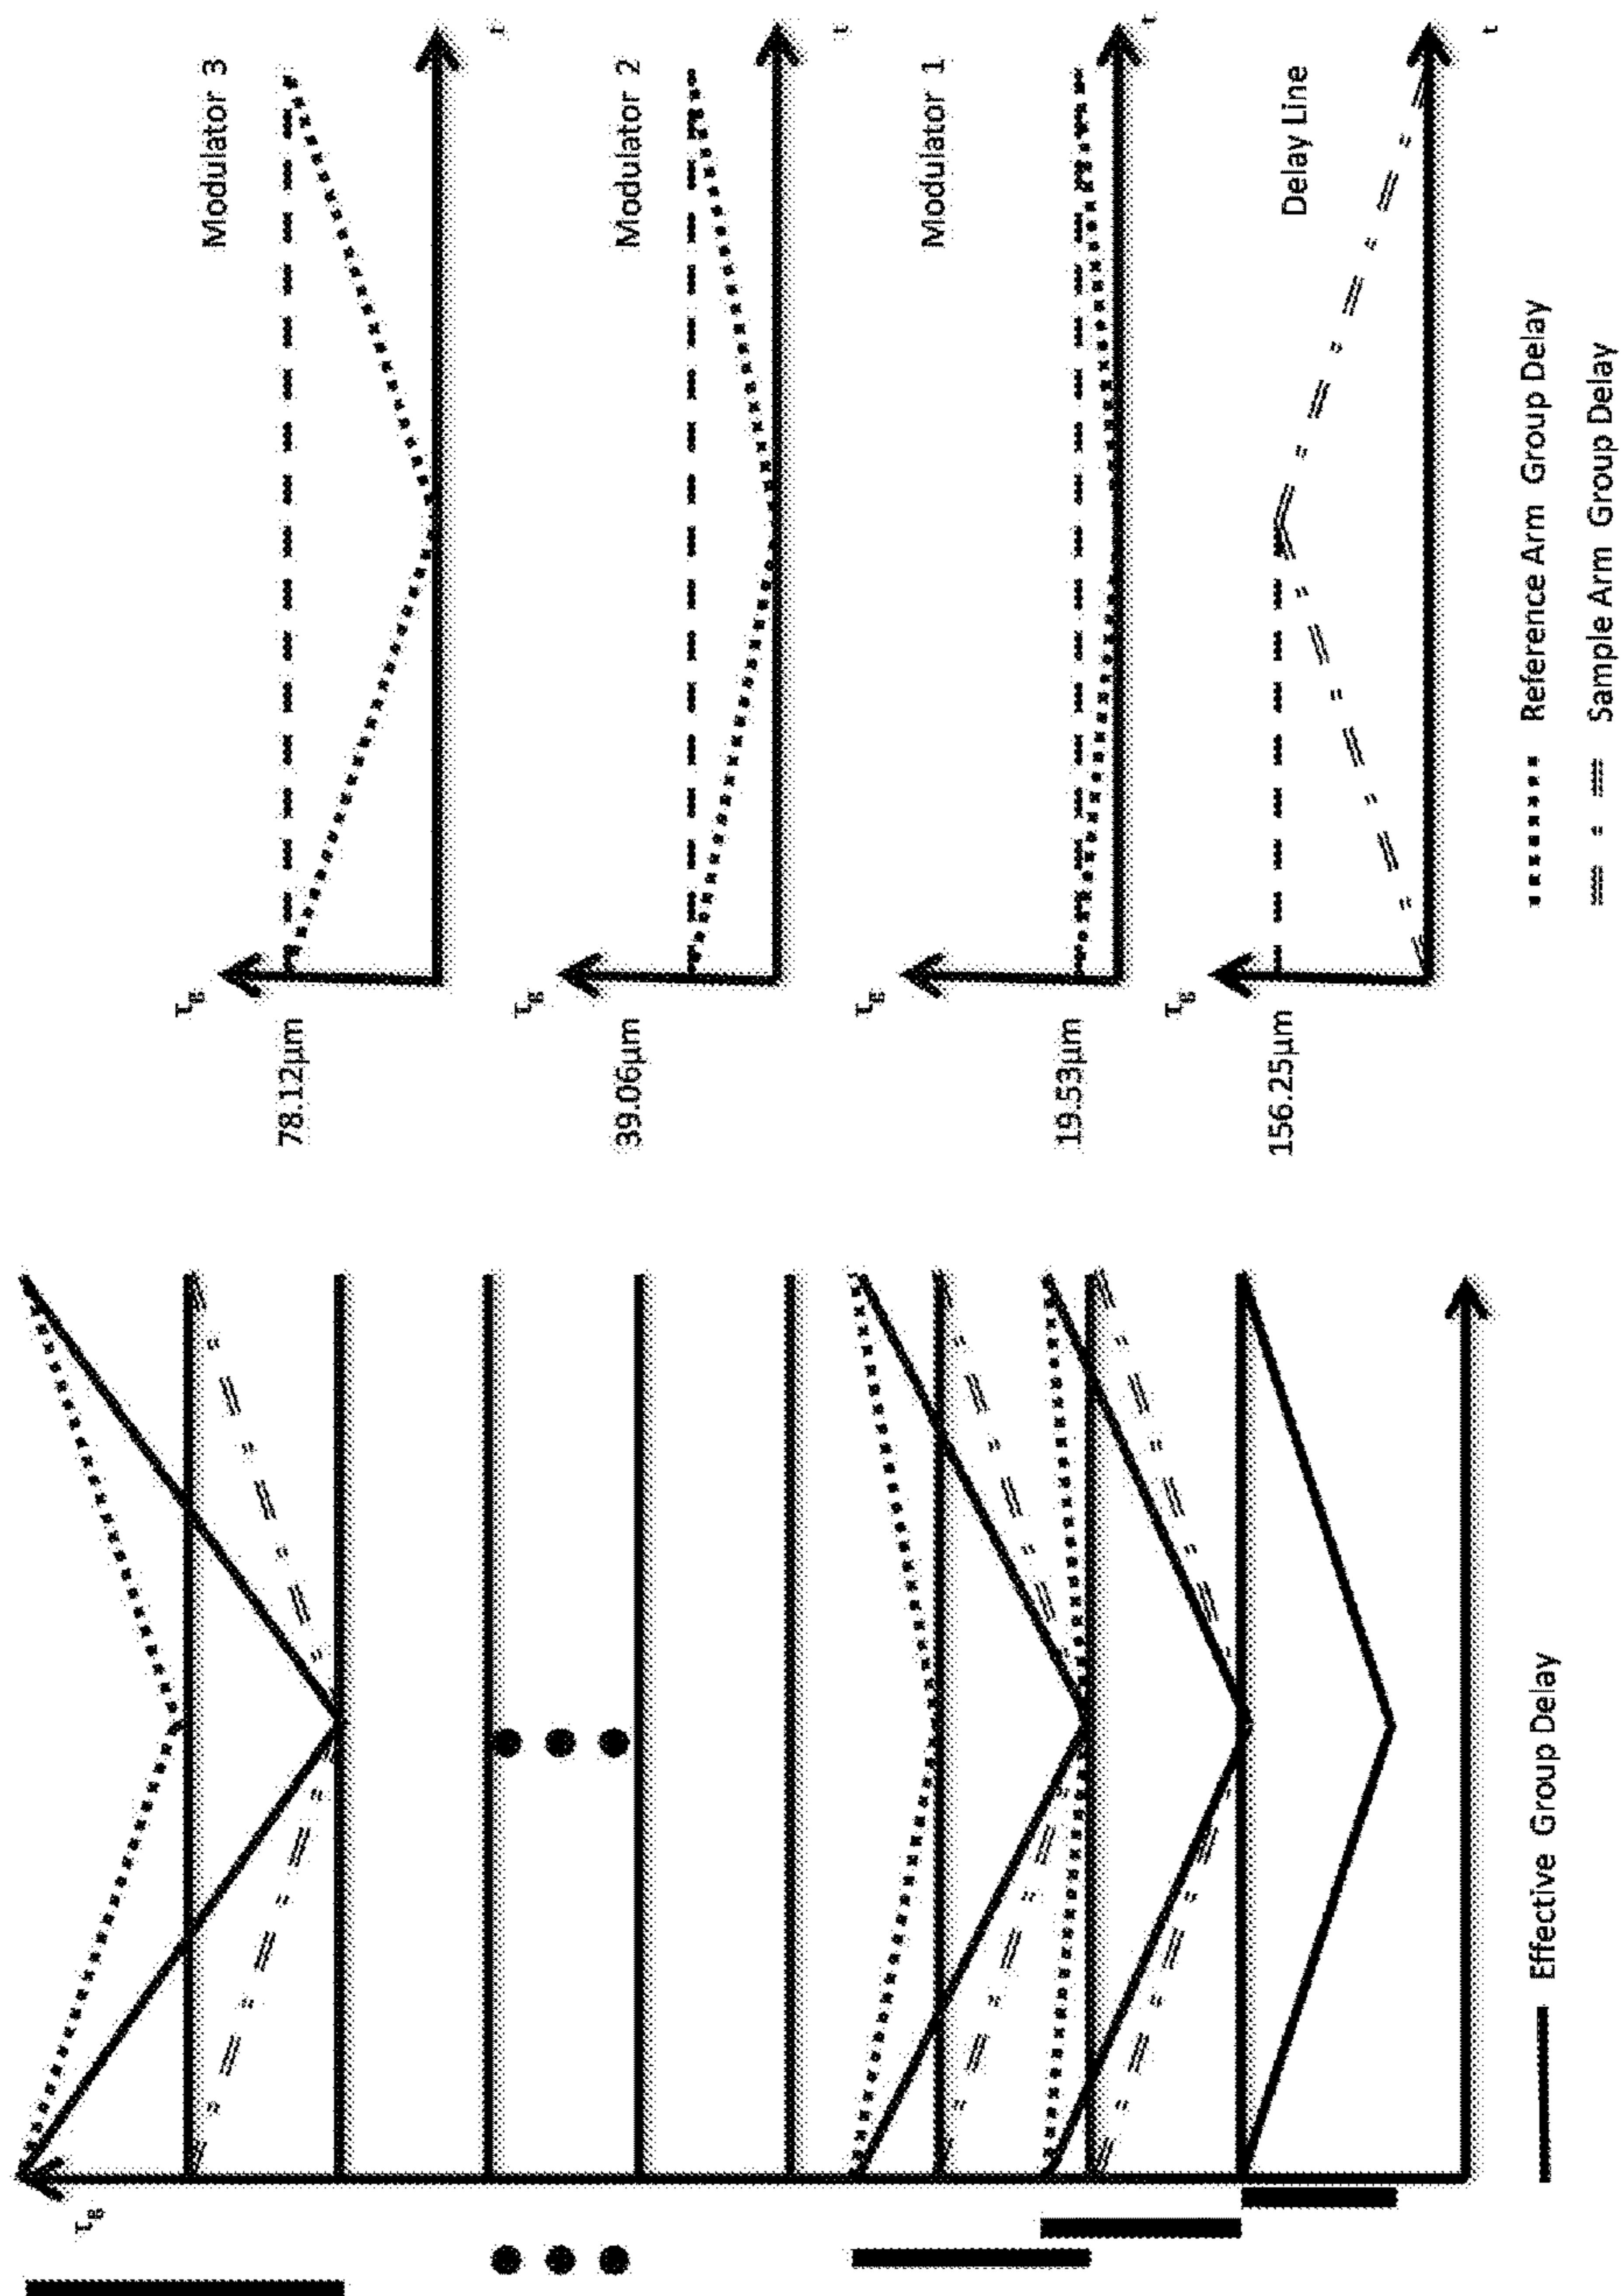 τg
Effective Group Delay
τg
78.12µm
Modulator 3
t
τg
39.06µm
Modulator 2
t
τg
19.53µm
Modulator 1
t
τg
156.25µm
Delay Line
t
Reference Arm Group Delay
Sample Arm Group Delay